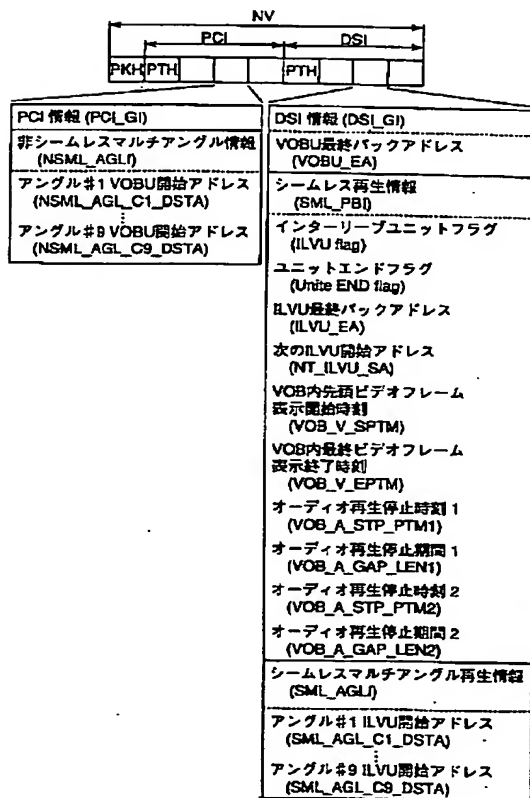 NV
PCI
DSI
PKH PTH PTH
PCI 情報 (PCI_GI)
非シームレスマルチアングル情報
(NSML_AGLI)
アングル#1 VOBU開始アドレス
(NSML_AGL_C1_DSTA)
アングル#9 VOBU開始アドレス
(NSML_AGL_C9_DSTA)
DSI 情報 (DSI_GI)
VOBU最終パックアドレス
(VOBU_EA)
シームレス再生情報
(SML_PBI)
インターリーブユニットフラグ
(ILVU flag)
ユニットエンドフラグ
(Unite END flag)
ILVU最終パックアドレス
(ILVU_EA)
次のILVU開始アドレス
(NT_ILVU_SA)
VOB内先頭ビデオフレーム
表示開始時刻
(VOB_V_SPTM)
VOB内最終ビデオフレーム
表示終了時刻
(VOB_V_EPTM)
オーディオ再生停止時刻 1
(VOB_A_STP_PTM1)
オーディオ再生停止期間 1
(VOB_A_GAP_LEN1)
オーディオ再生停止時刻 2
(VOB_A_STP_PTM2)
オーディオ再生停止期間 2
(VOB_A_GAP_LEN2)
シームレスマルチアングル再生情報
(SML_AGLI)
アングル#1 ILVU開始アドレス
(SML_AGL_C1_DSTA)
アングル#9 ILVU開始アドレス
(SML_AGL_C9_DSTA)